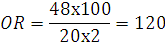 OR = 48x100 / 20x2 = 120